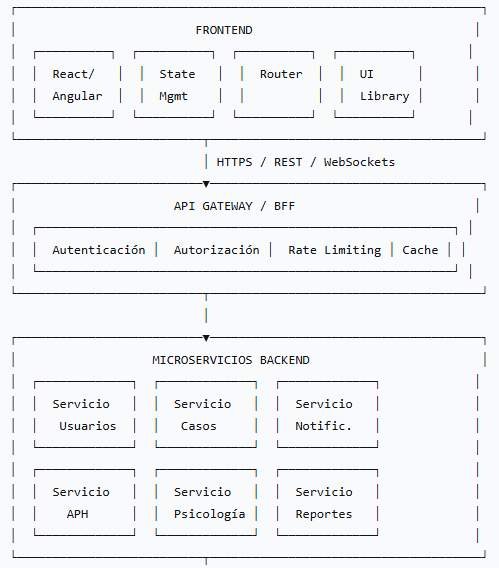 FRONTEND
React/ State Router UI
Angular Mgmt Library
HTTPS / REST / WebSockets
API GATEWAY / BFF
Autenticación Autorización Rate Limiting Cache
MICROSERVICIOS BACKEND
Servicio Servicio Servicio
Usuarios Casos Notific.
Servicio Servicio Servicio
APH Psicología Reportes